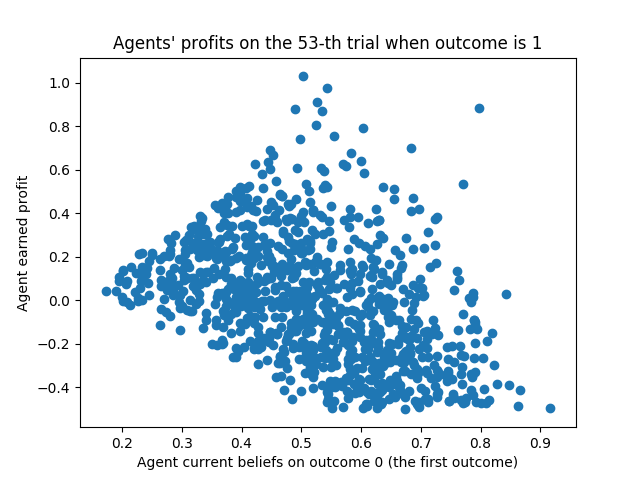 Agents' profits on the 53-th trial when outcome is 1
1.0
0.8
0.6
0.4
0.2
0.0
−0.2
−0.4
Agent earned profit
0.2 0.3 0.4 0.5 0.6 0.7 0.8 0.9
Agent current beliefs on outcome 0 (the first outcome)